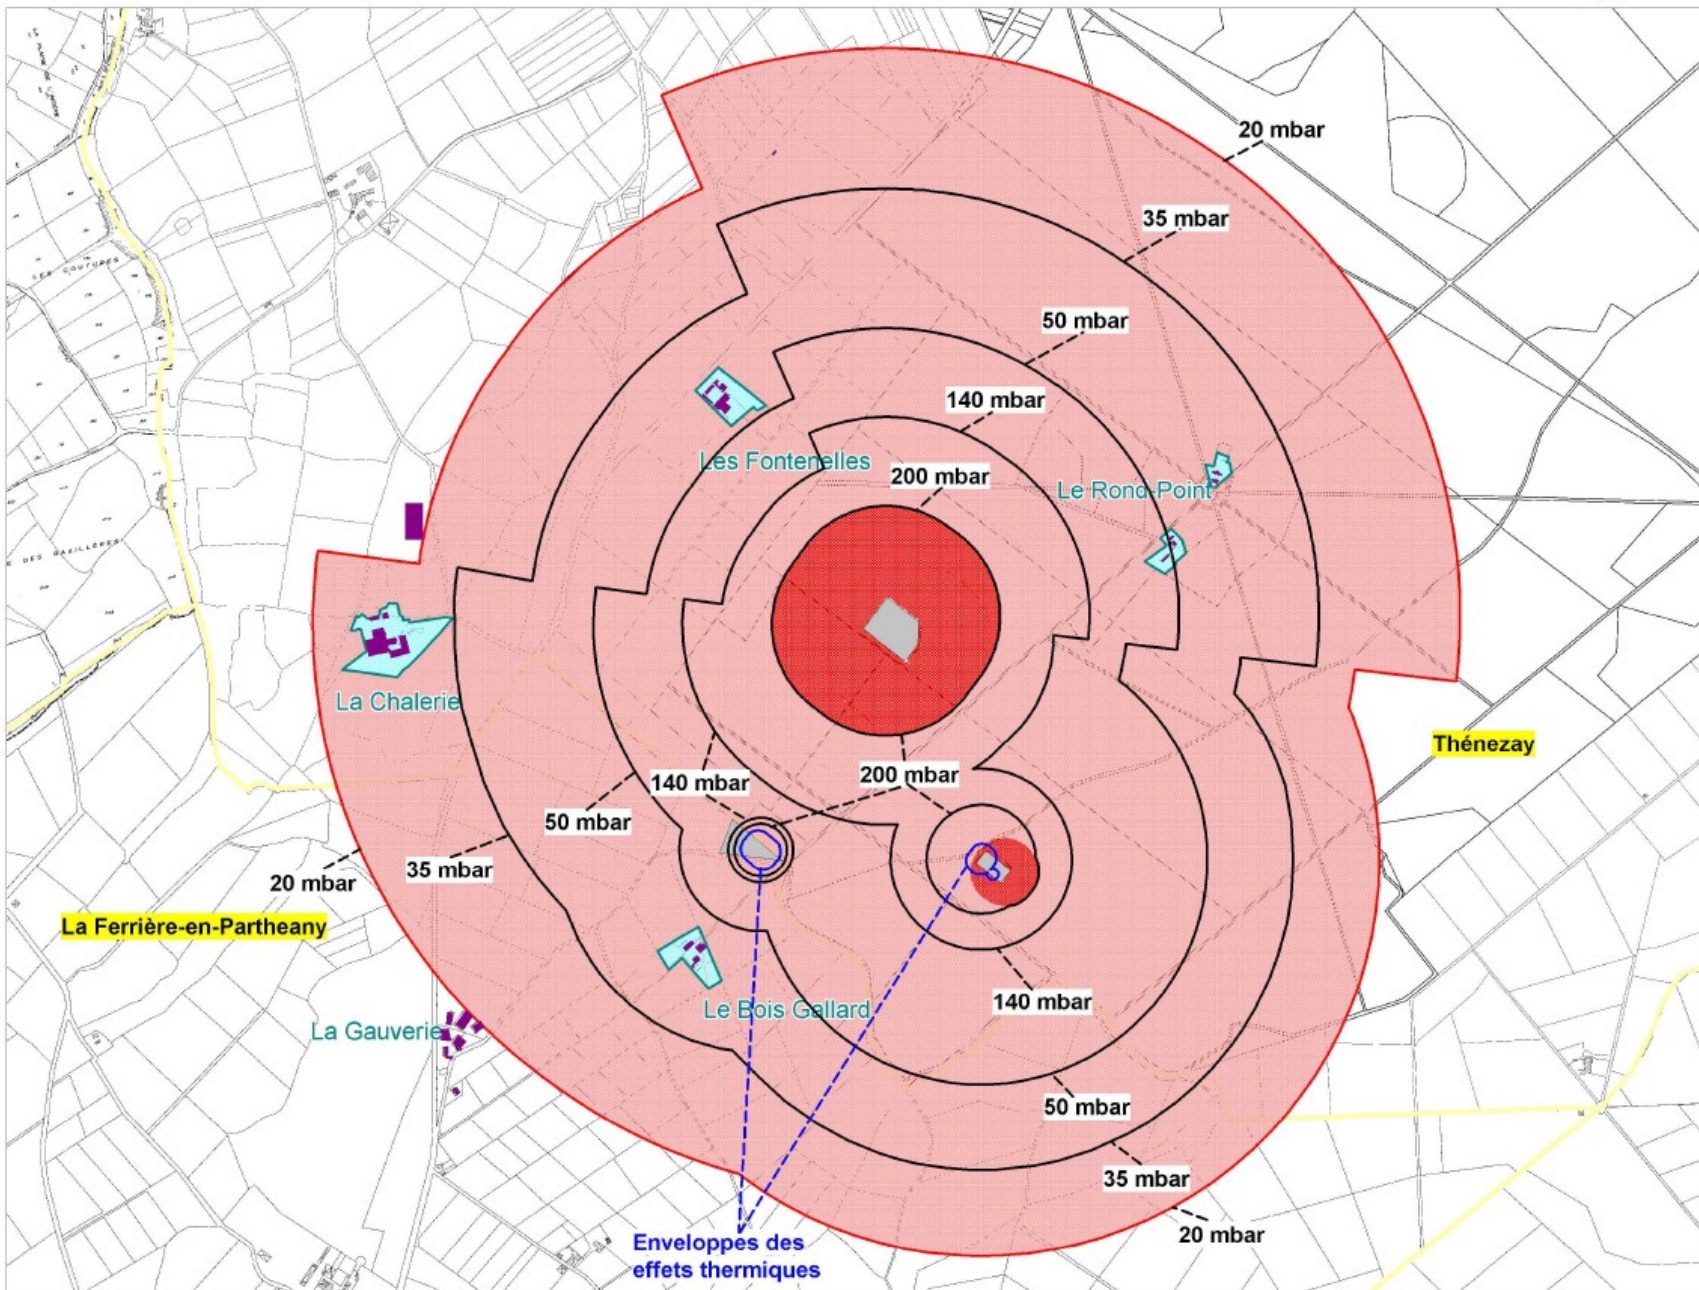 20 mbar
35 mbar
LES COUTURES
50 mbar
140 mbar
Les Fontenelles
200 mbar
Le Rond-Point
La Chalerie
Thénezay
140 mbar
200 mbar
50 mbar
35 mbar
20 mbar
La Ferrière-en-Partheany
140 mbar
Le Bois Gallard
La Gauverie
50 mbar
35 mbar
20 mbar
Enveloppes des
effets thermiques